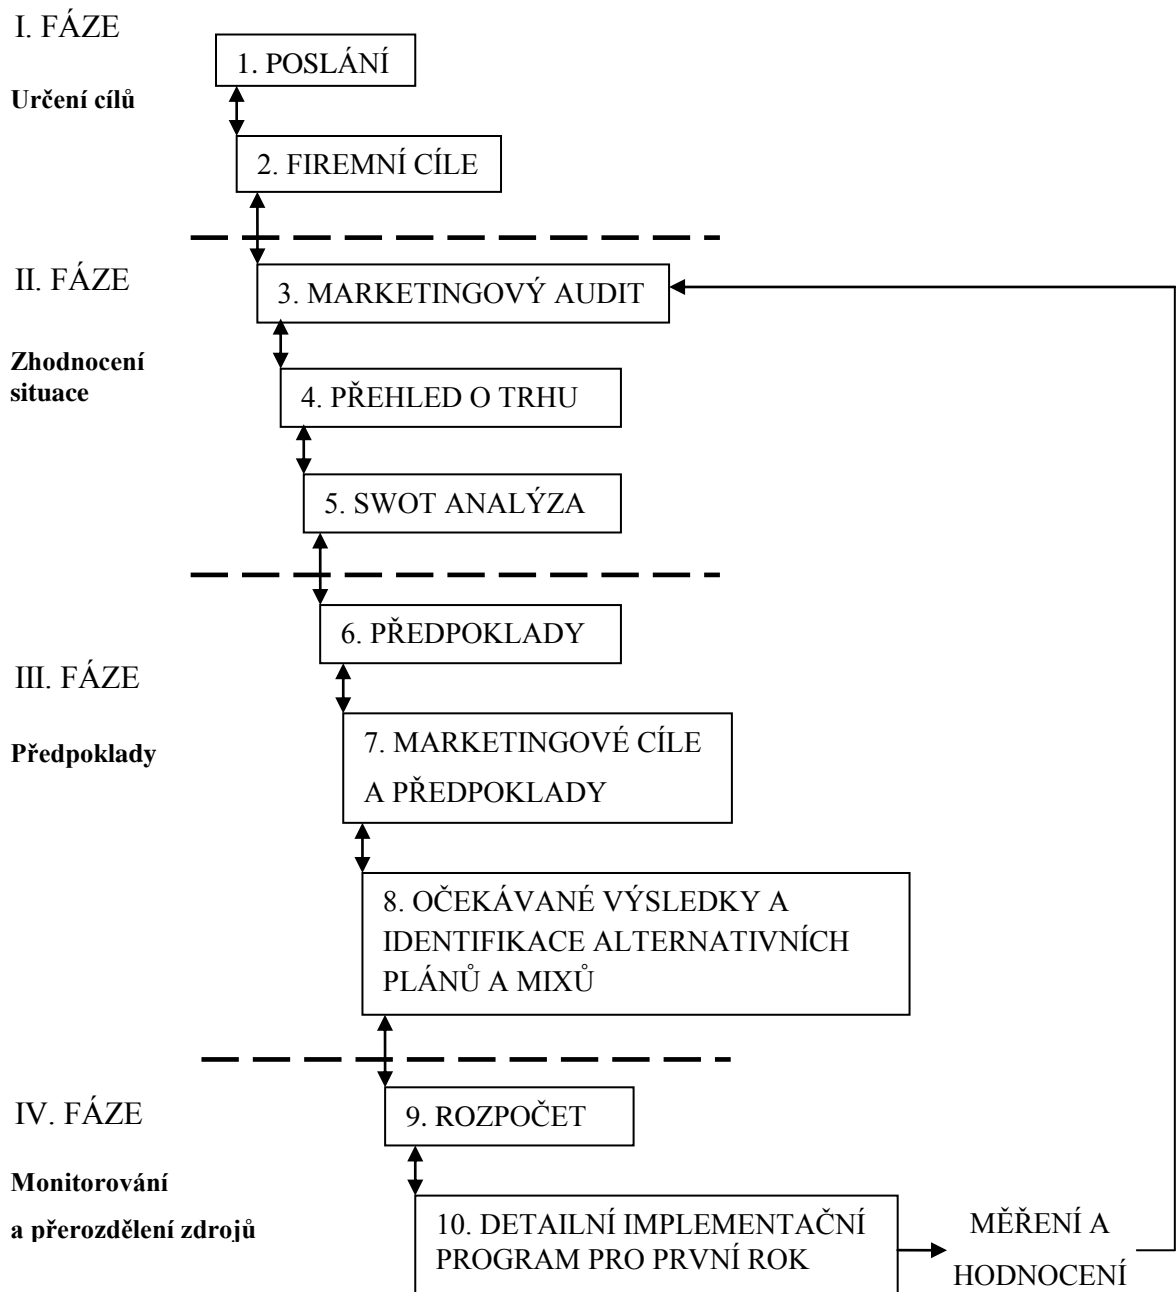 I. FÁZE
1. POSLÁNÍ
Určení cílů
2. FIREMNÍ CÍLE
II. FÁZE
3. MARKETINGOVÝ AUDIT
Zhodnocení
situace
4. PŘEHLED O TRHU
5. SWOT ANALÝZA
6. PŘEDPOKLADY
III. FÁZE
Předpoklady
7. MARKETINGOVÉ CÍLE
A PŘEDPOKLADY
8. OČEKÁVANÉ VÝSLEDKY A
IDENTIFIKACE ALTERNATIVNÍCH
PLÁNŮ A MIXŮ
IV. FÁZE
9. ROZPOČET
Monitorování
a přerozdělení zdrojů
10. DETAILNÍ IMPLEMENTAČNÍ
PROGRAM PRO PRVNÍ ROK
MĚŘENÍ A
HODNOCENÍ